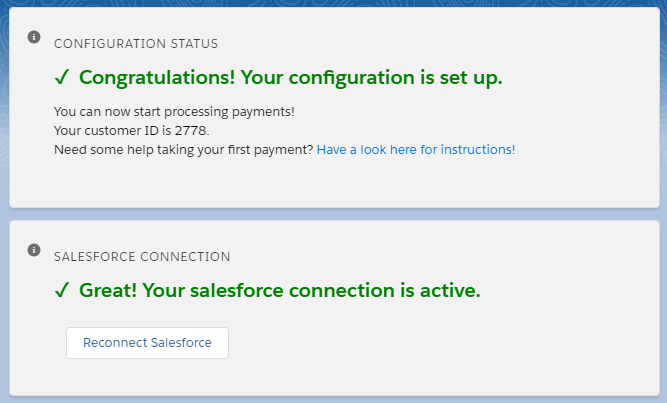 CONFIGURATION STATUS
✓ Congratulations! Your configuration is set up.
You can now start processing payments!
Your customer ID is 2778.
Need some help taking your first payment? Have a look here for instructions!
SALESFORCE CONNECTION
✓ Great! Your salesforce connection is active.
Reconnect Salesforce